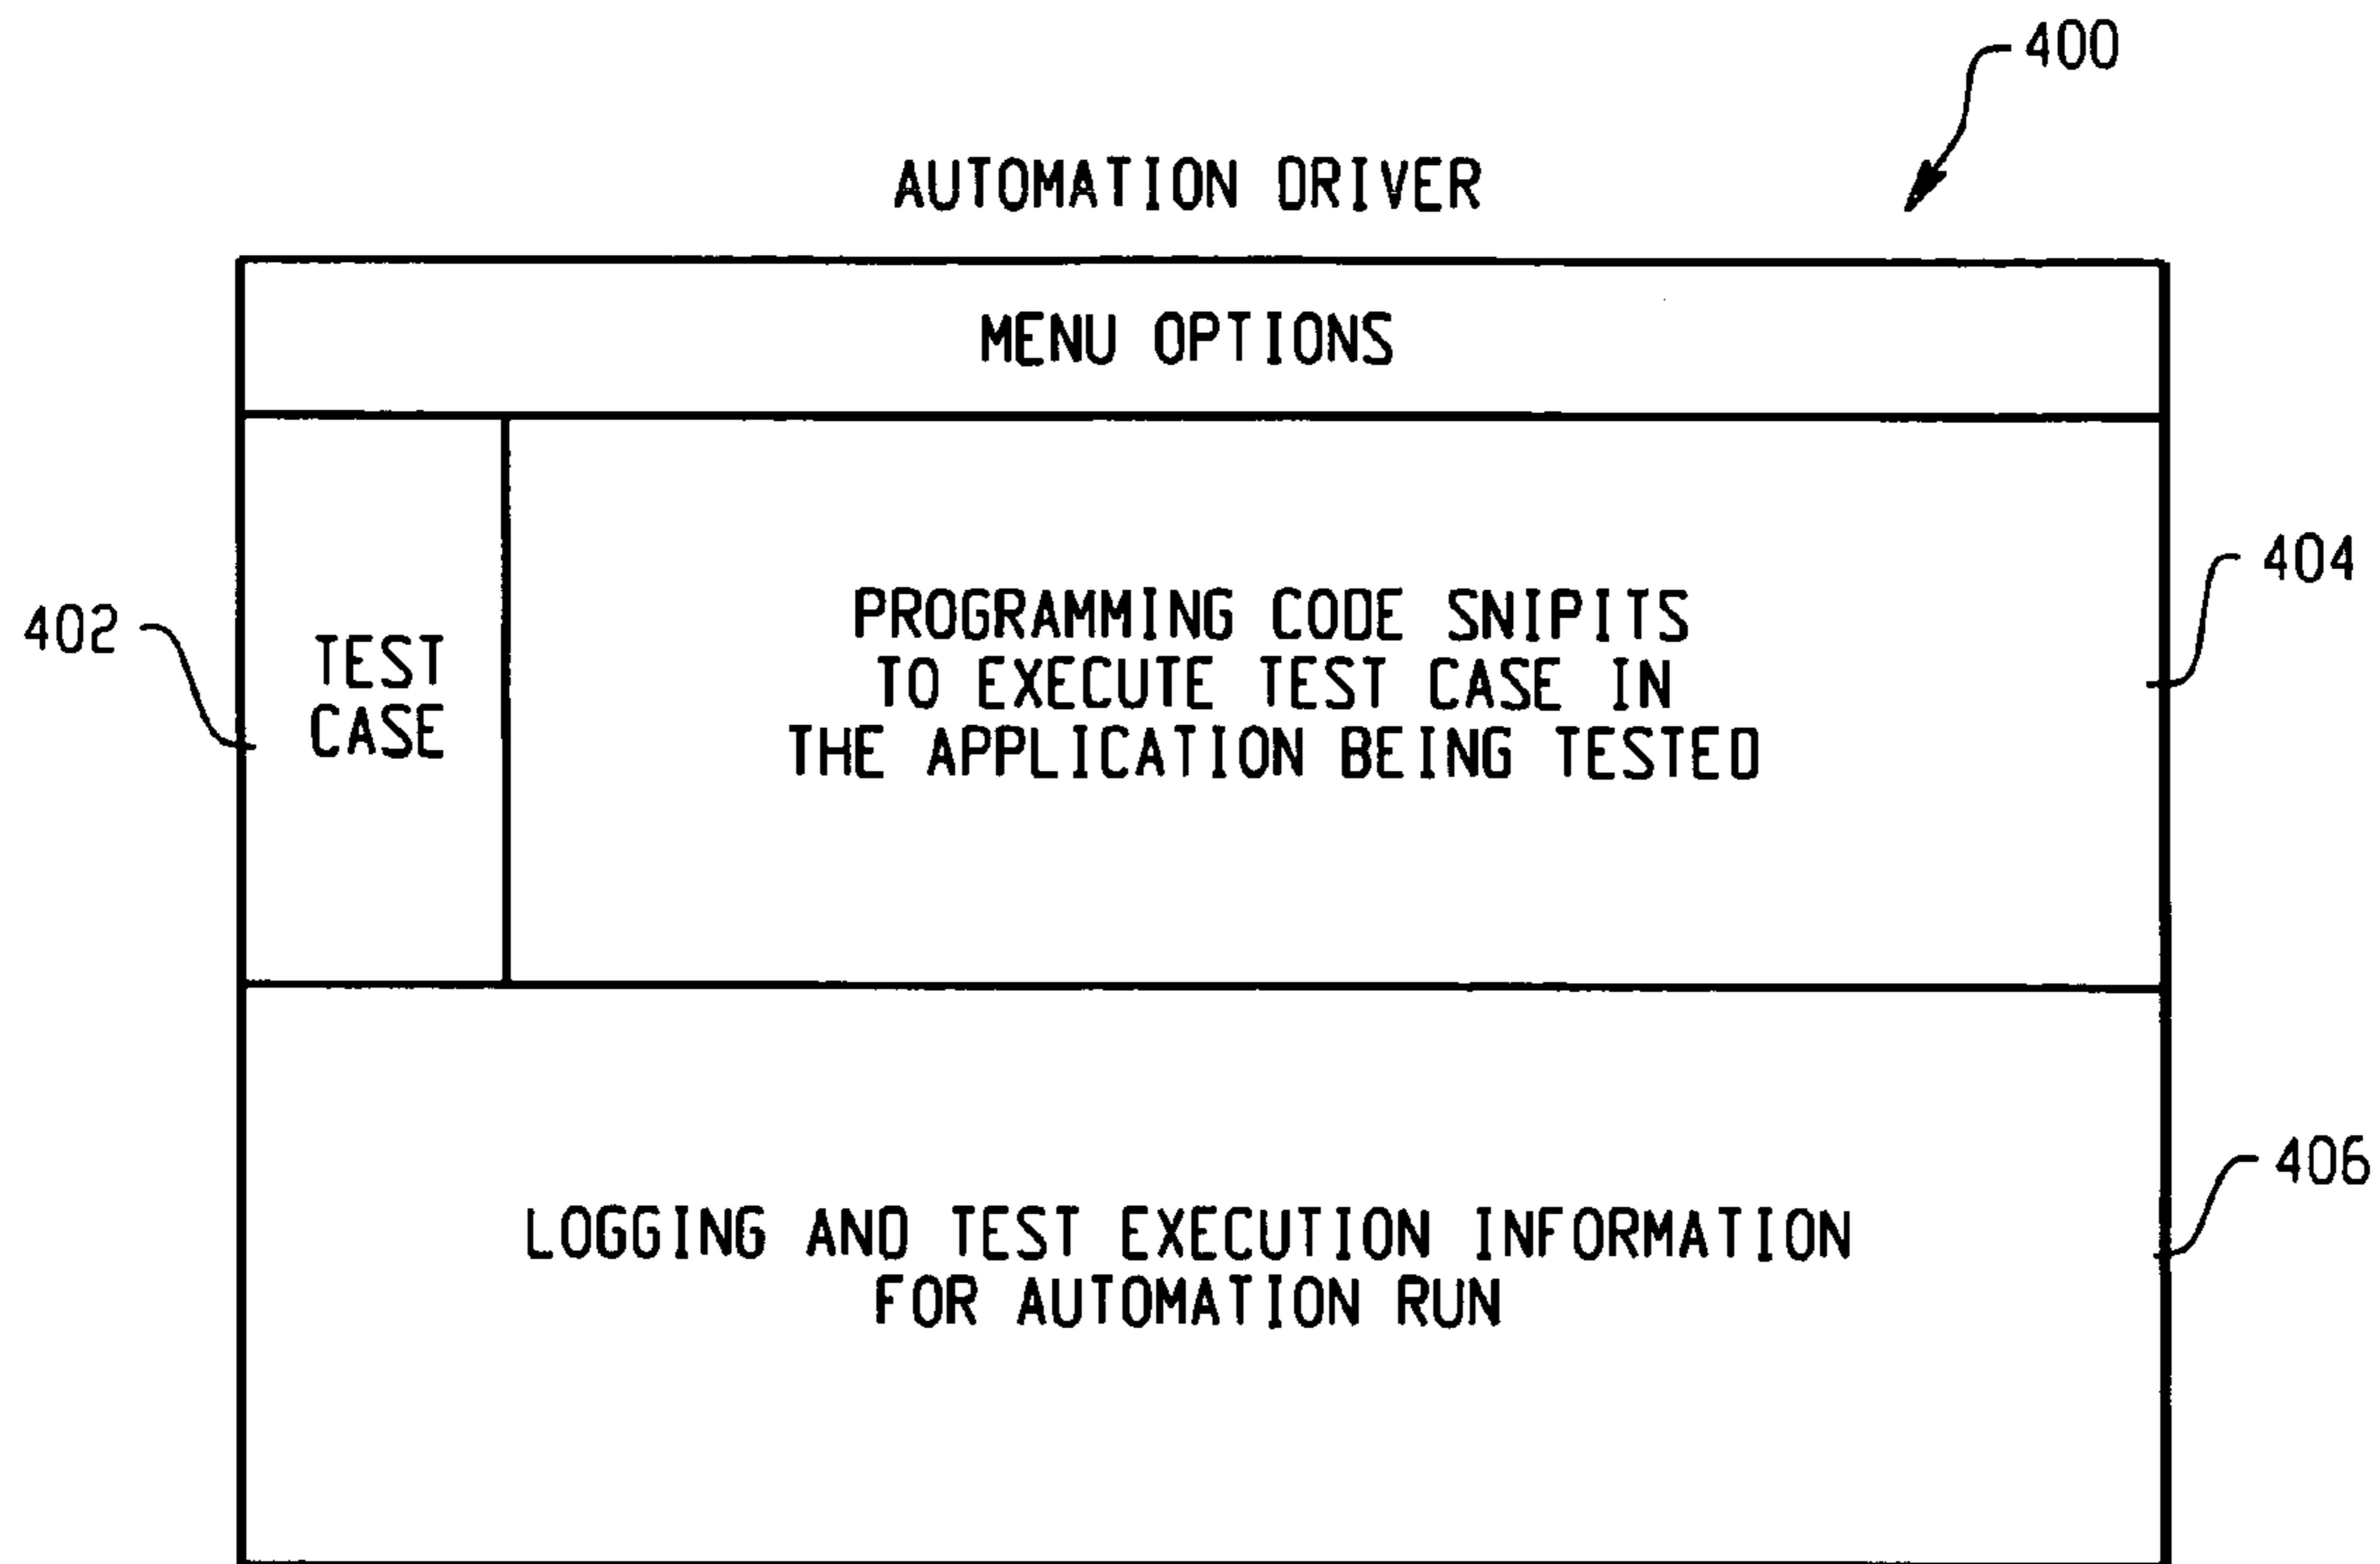 400
AUTOMATION DRIVER
MENU OPTIONS
404
402
PROGRAMMING CODE SNIPITS
TO EXECUTE TEST CASE IN
THE APPLICATION BEING TESTED
TEST
CASE
406
LOGGING AND TEST EXECUTION INFORMATION
FOR AUTOMATION RUN